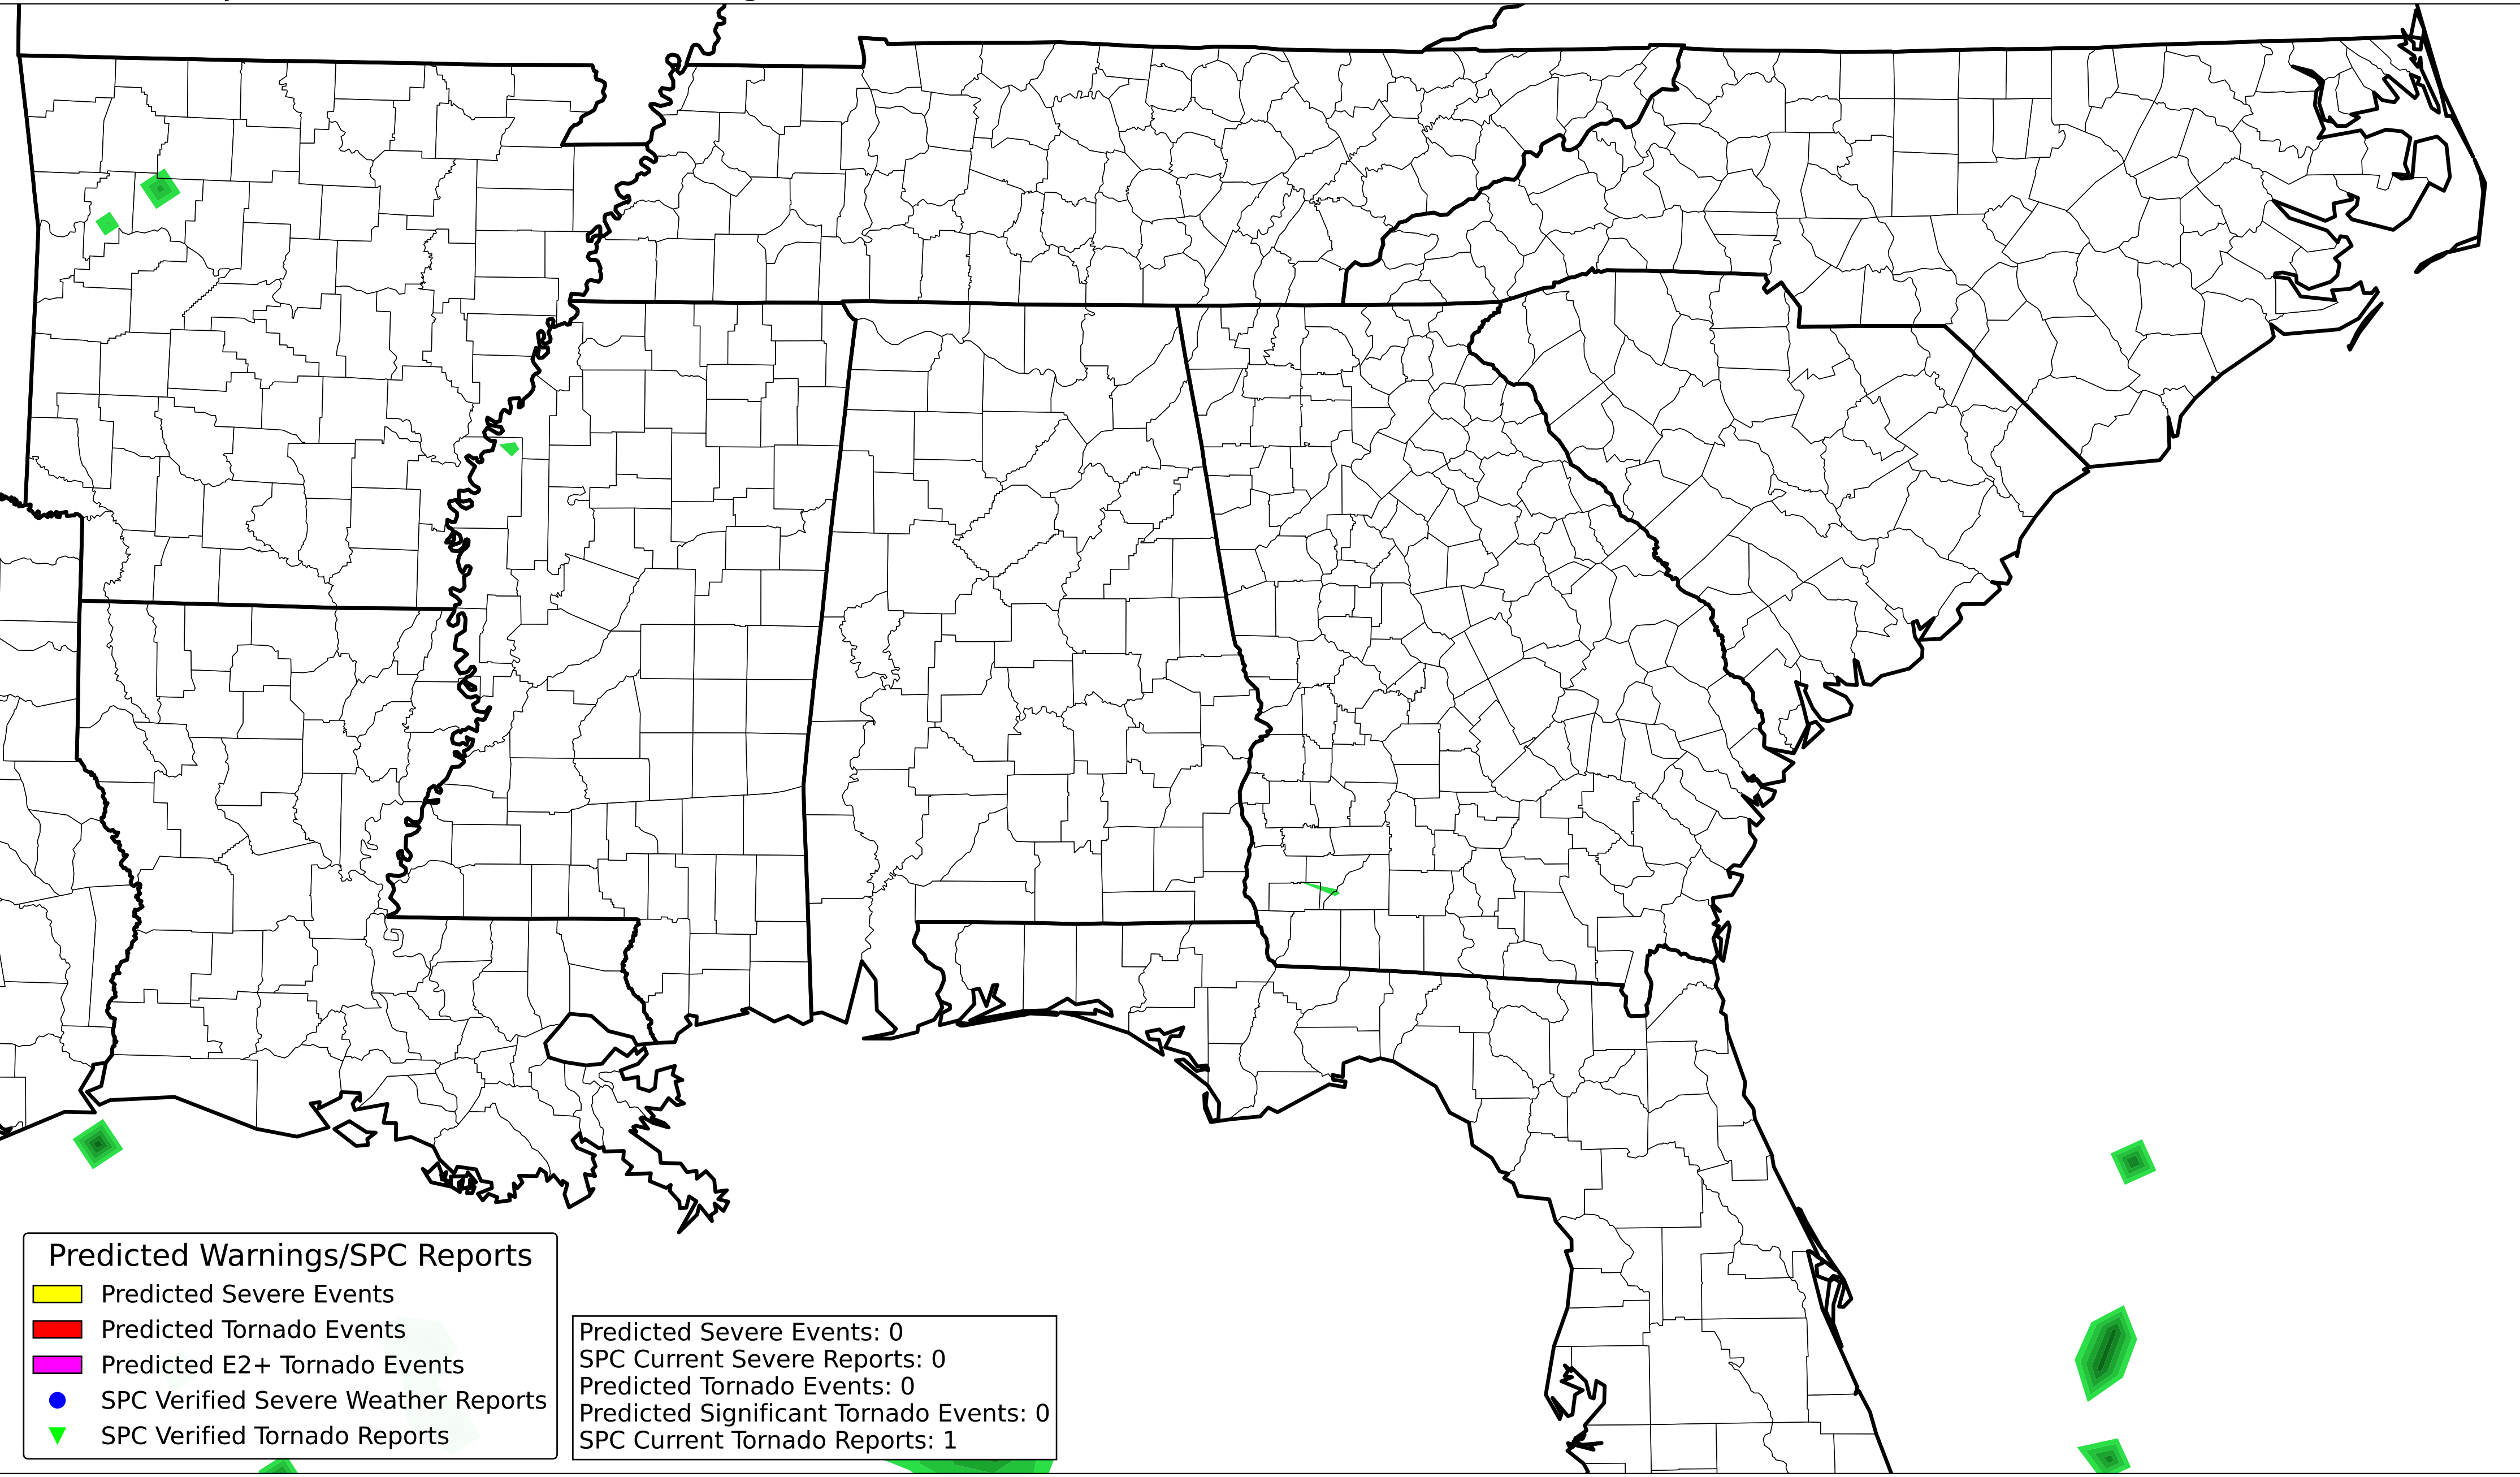 Predicted Warnings/SPC Reports
Predicted Severe Events
Predicted Tornado Events
Predicted E2+ Tornado Events
SPC Verified Severe Weather Reports
SPC Verified Tornado Reports
Predicted Severe Events: 0
SPC Current Severe Reports: 0
Predicted Tornado Events: 0
Predicted Significant Tornado Events: 0
SPC Current Tornado Reports: 1